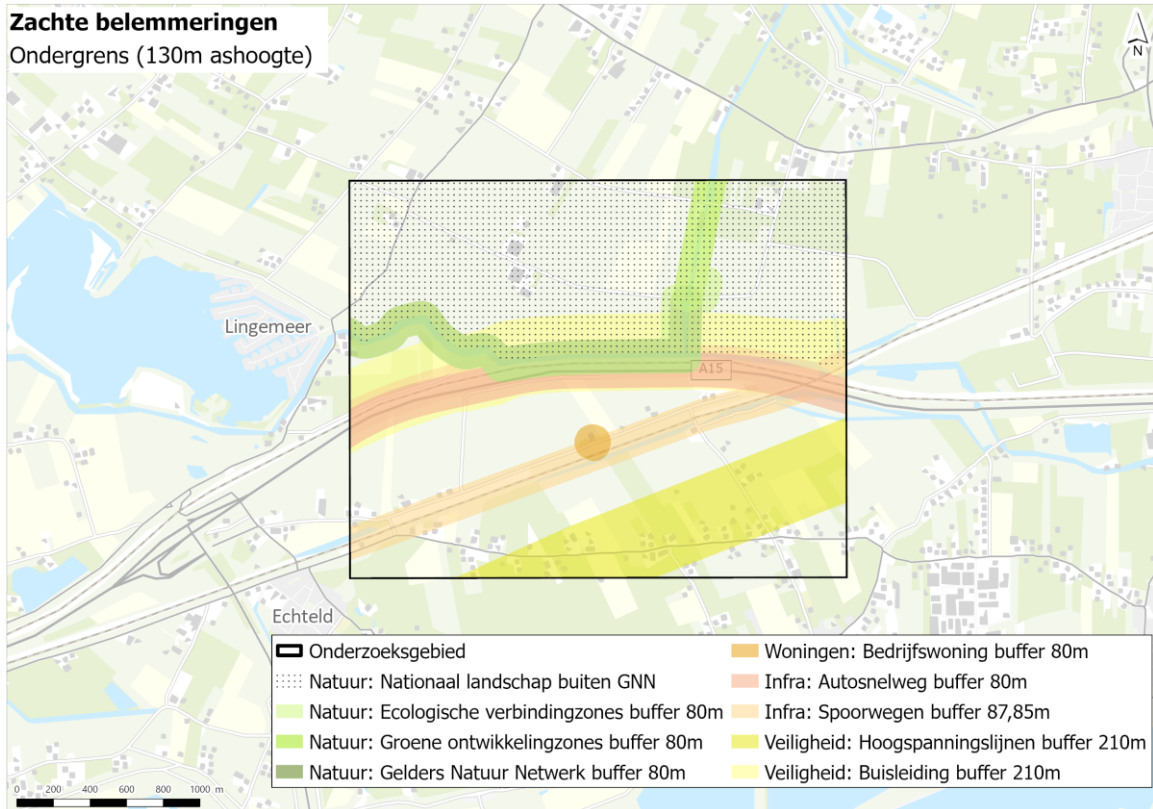 Zachte belemmeringen
Ondergrens (130m ashoogte)
N
Lingemeer
A15
Echteld
Onderzoeksgebied
Natuur: Nationaal landschap buiten GNN
Natuur: Ecologische verbindingzones buffer 80m
Natuur: Groene ontwikkelingzones buffer 80m
Natuur: Gelders Natuur Netwerk buffer 80m
Woningen: Bedrijfswoning buffer 80m
Infra: Autosnelweg buffer 80m
Infra: Spoorwegen buffer 87,85m
Veiligheid: Hoogspanningslijnen buffer 210m
Veiligheid: Buisleiding buffer 210m
0 200 400 600 800 1000 m